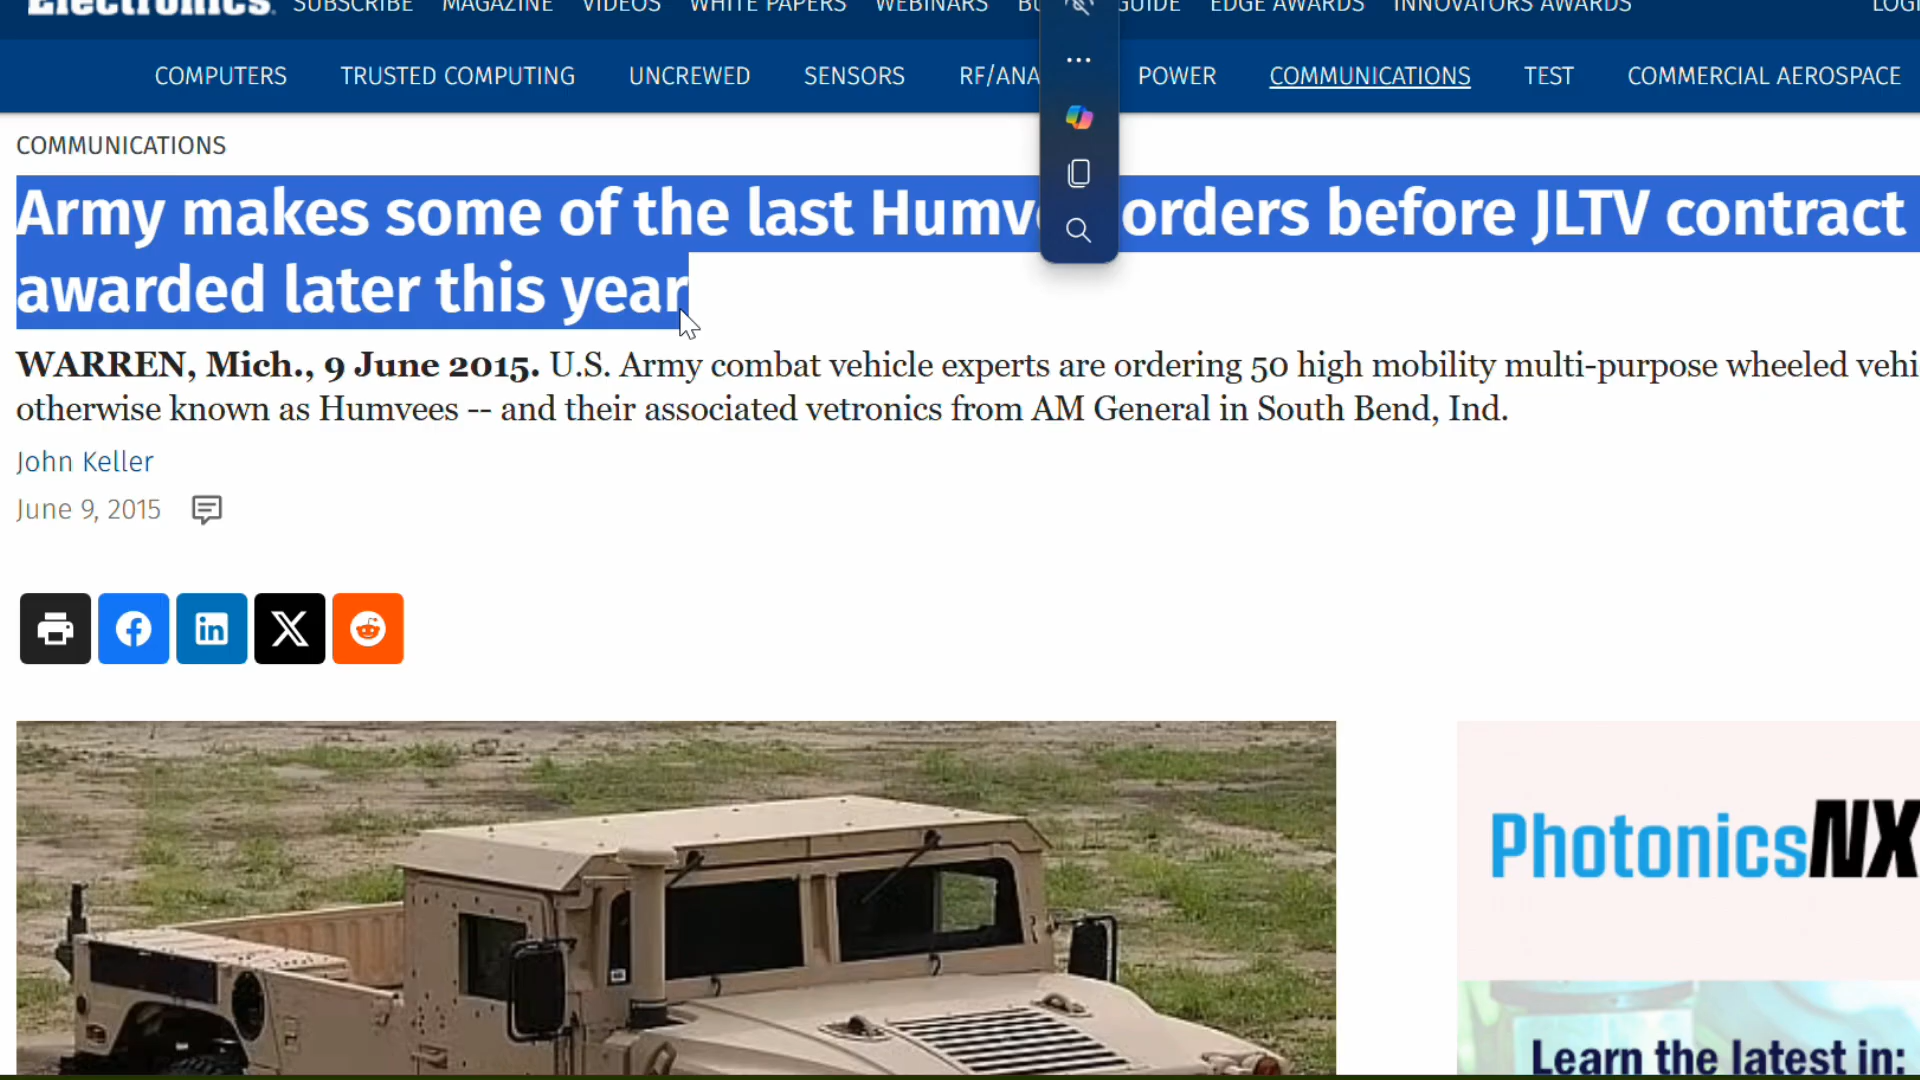 Electronics. SUBSCRIBE MAGAZINE VIDEOS WHITE PAPERS WEBINARS GUIDE EDGE AWARDS INNOVATORS AWARDS
COMPUTERS TRUSTED COMPUTING UNCREWED SENSORS RF/ANA POWER COMMUNICATIONS TEST COMMERCIAL AEROSPACE
COMMUNICATIONS
Army makes some of the last Humve orders before JLTV contract
awarded later this year
WARREN, Mich., 9 June 2015. U.S. Army combat vehicle experts are ordering 50 high mobility multi-purpose wheeled vehi
otherwise known as Humvees -- and their associated vetronics from AM General in South Bend, Ind.
John Keller
June 9, 2015
PhotonicsNX
Learn the latest in: